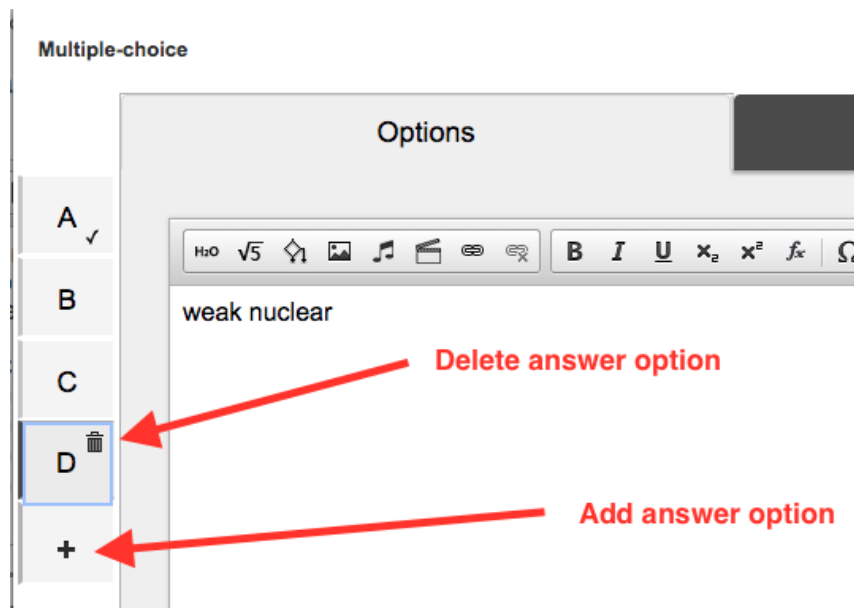 Multiple-choice
Options
A
H₂O √5 B I U x₂ x² fx Ω
B
weak nuclear
Delete answer option
C
D
Add answer option
+